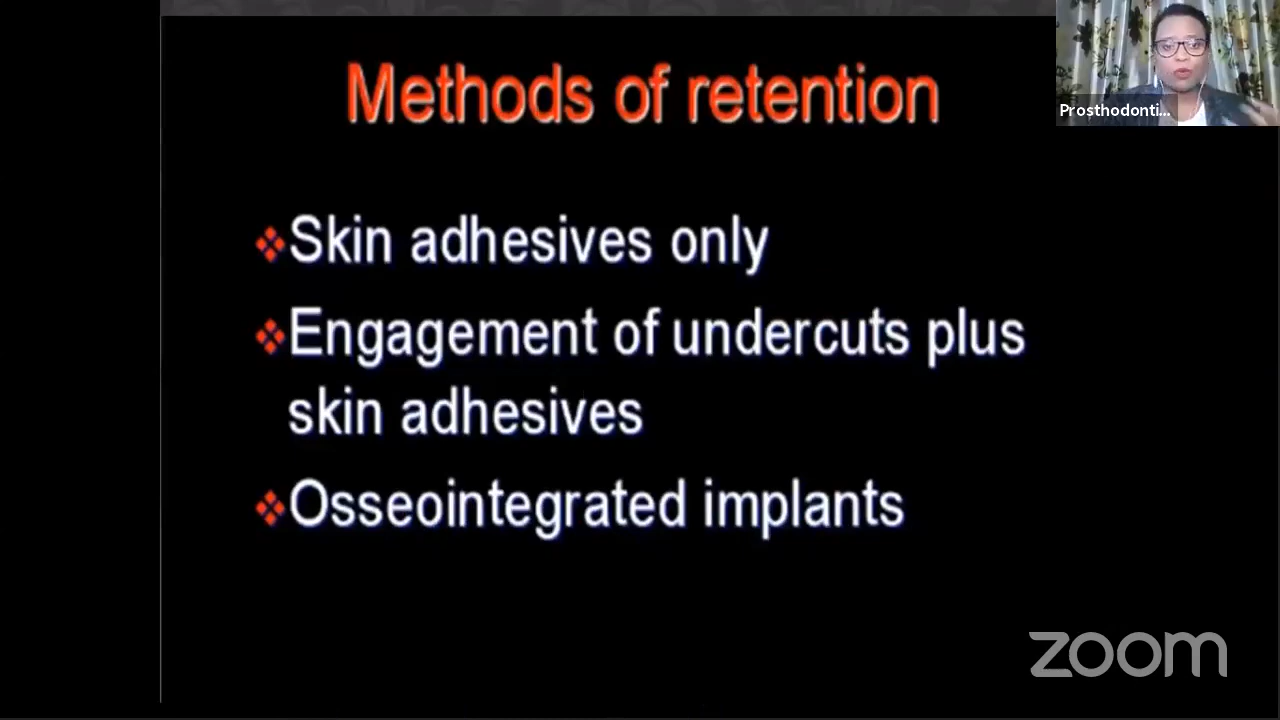 Methods of retention
Prosthodonti...
Skin adhesives only
Engagement of undercuts plus
skin adhesives
Osseointegrated implants
zoom